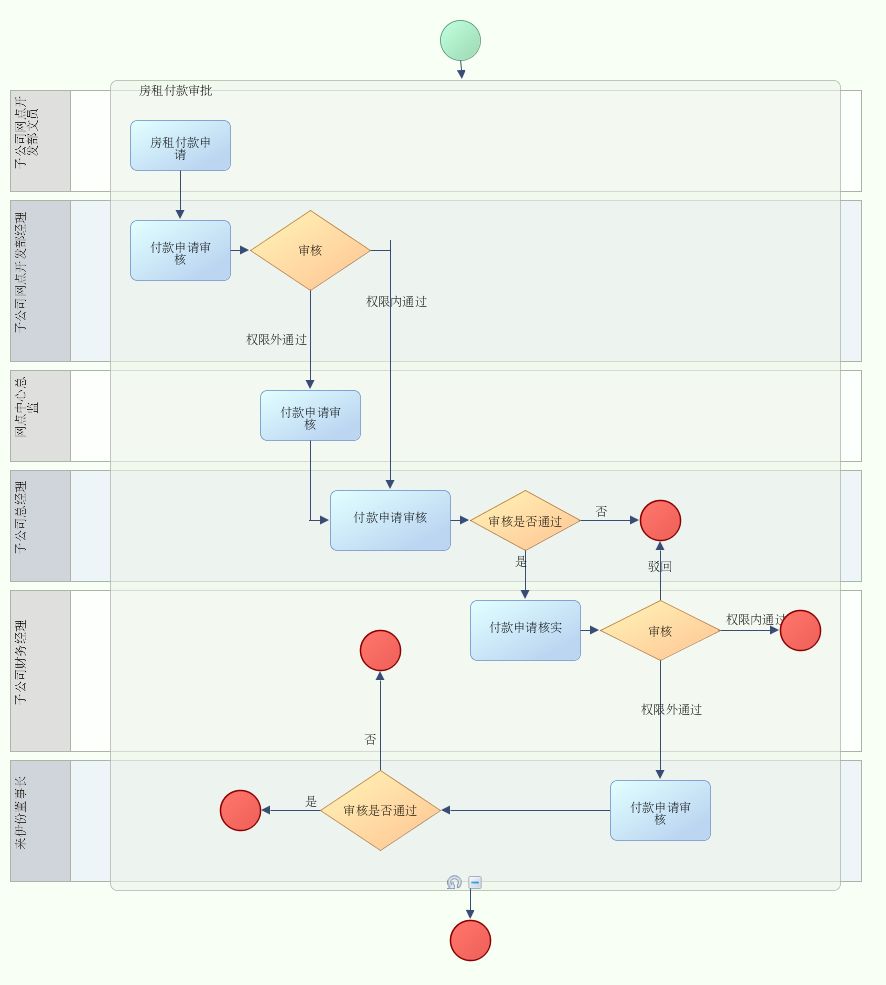 房租付款审批
子公司网点开
发部文员
房租付款申
请
子公司网点开发部经理
付款申请审
核
审核
权限内通过
权限外通过
网点中心总
监
付款申请审
核
子公司总经理
付款申请审核
审核是否通过
否
是
驳回
子公司财务经理
付款申请核实
审核
权限内通过
权限外通过
否
来伊份董事长
是
审核是否通过
付款申请审
核